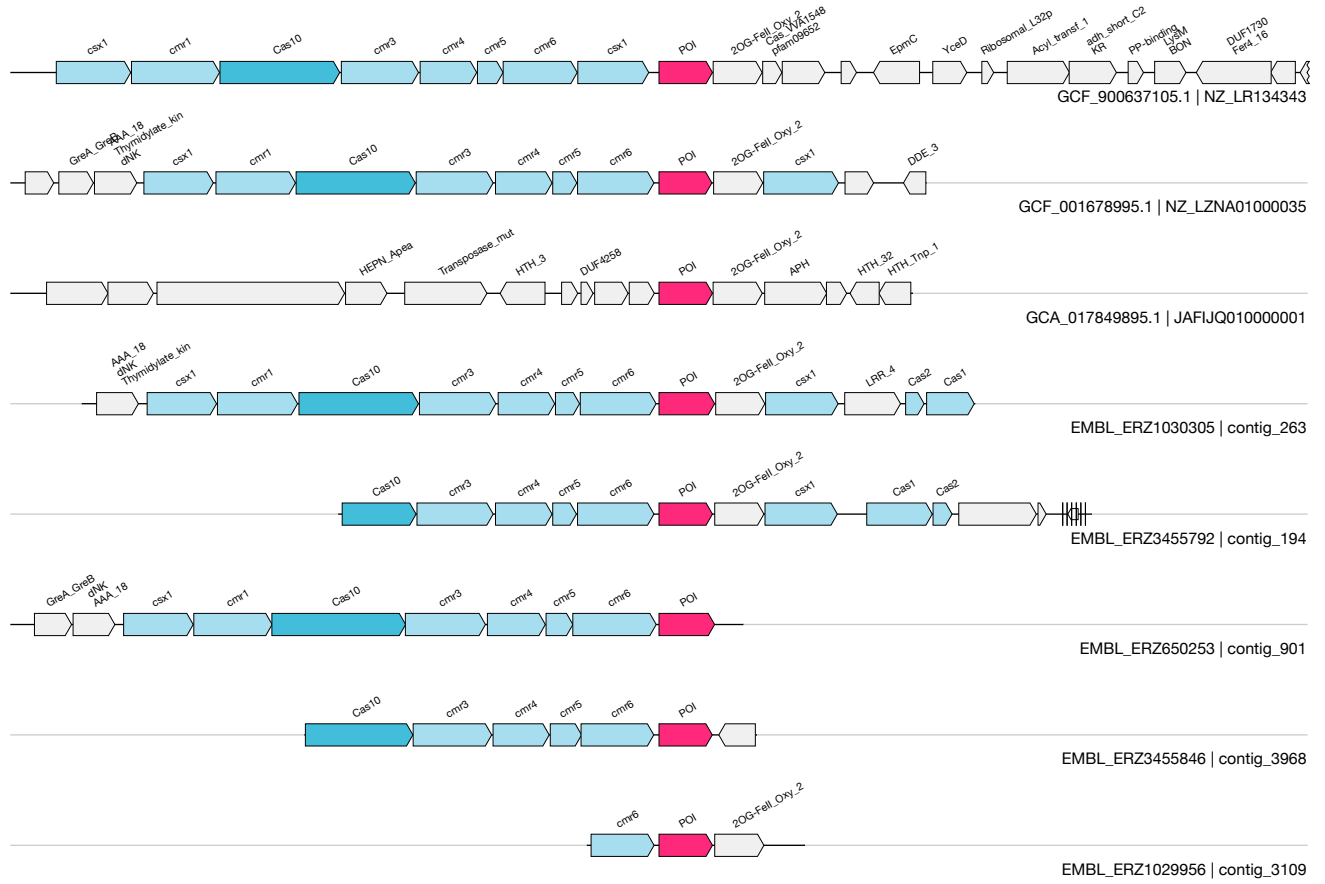 csx1 cmr1 Cas10 cmr3 cmr4 cmr5 cmr6 csx1 POI 2OG-FeII_Oxy_2 Cas_VVA1548 pfam09652 EpmC YceD Ribosomal_L32p Acyl_transf_1 adh_short_C2 KR PP-binding LysM BON DUF1730 Fer4_16
GCF_900637105.1 | NZ_LR134343
GreA_GreB AAA_18 Thymidylate_kin dNK csx1 cmr1 Cas10 cmr3 cmr4 cmr5 cmr6 POI 2OG-FeII_Oxy_2 csx1 DDE_3
GCF_001678995.1 | NZ_LZNA01000035
HEPN_Apea Transposase_mut HTH_3 DUF4258 POI 2OG-FeII_Oxy_2 APH HTH_32 HTH_Tnp_1
GCA_017849895.1 | JAFIJQ010000001
AAA_18 dNK Thymidylate_kin csx1 cmr1 Cas10 cmr3 cmr4 cmr5 cmr6 POI 2OG-FeII_Oxy_2 csx1 LRR_4 Cas2 Cas1
EMBL_ERZ1030305 | contig_263
Cas10 cmr3 cmr4 cmr5 cmr6 POI 2OG-FeII_Oxy_2 csx1 Cas1 Cas2
EMBL_ERZ3455792 | contig_194
GreA_GreB dNK AAA_18 csx1 cmr1 Cas10 cmr3 cmr4 cmr5 cmr6 POI
EMBL_ERZ650253 | contig_901
Cas10 cmr3 cmr4 cmr5 cmr6 POI
EMBL_ERZ3455846 | contig_3968
cmr6 POI 2OG-FeII_Oxy_2
EMBL_ERZ1029956 | contig_3109